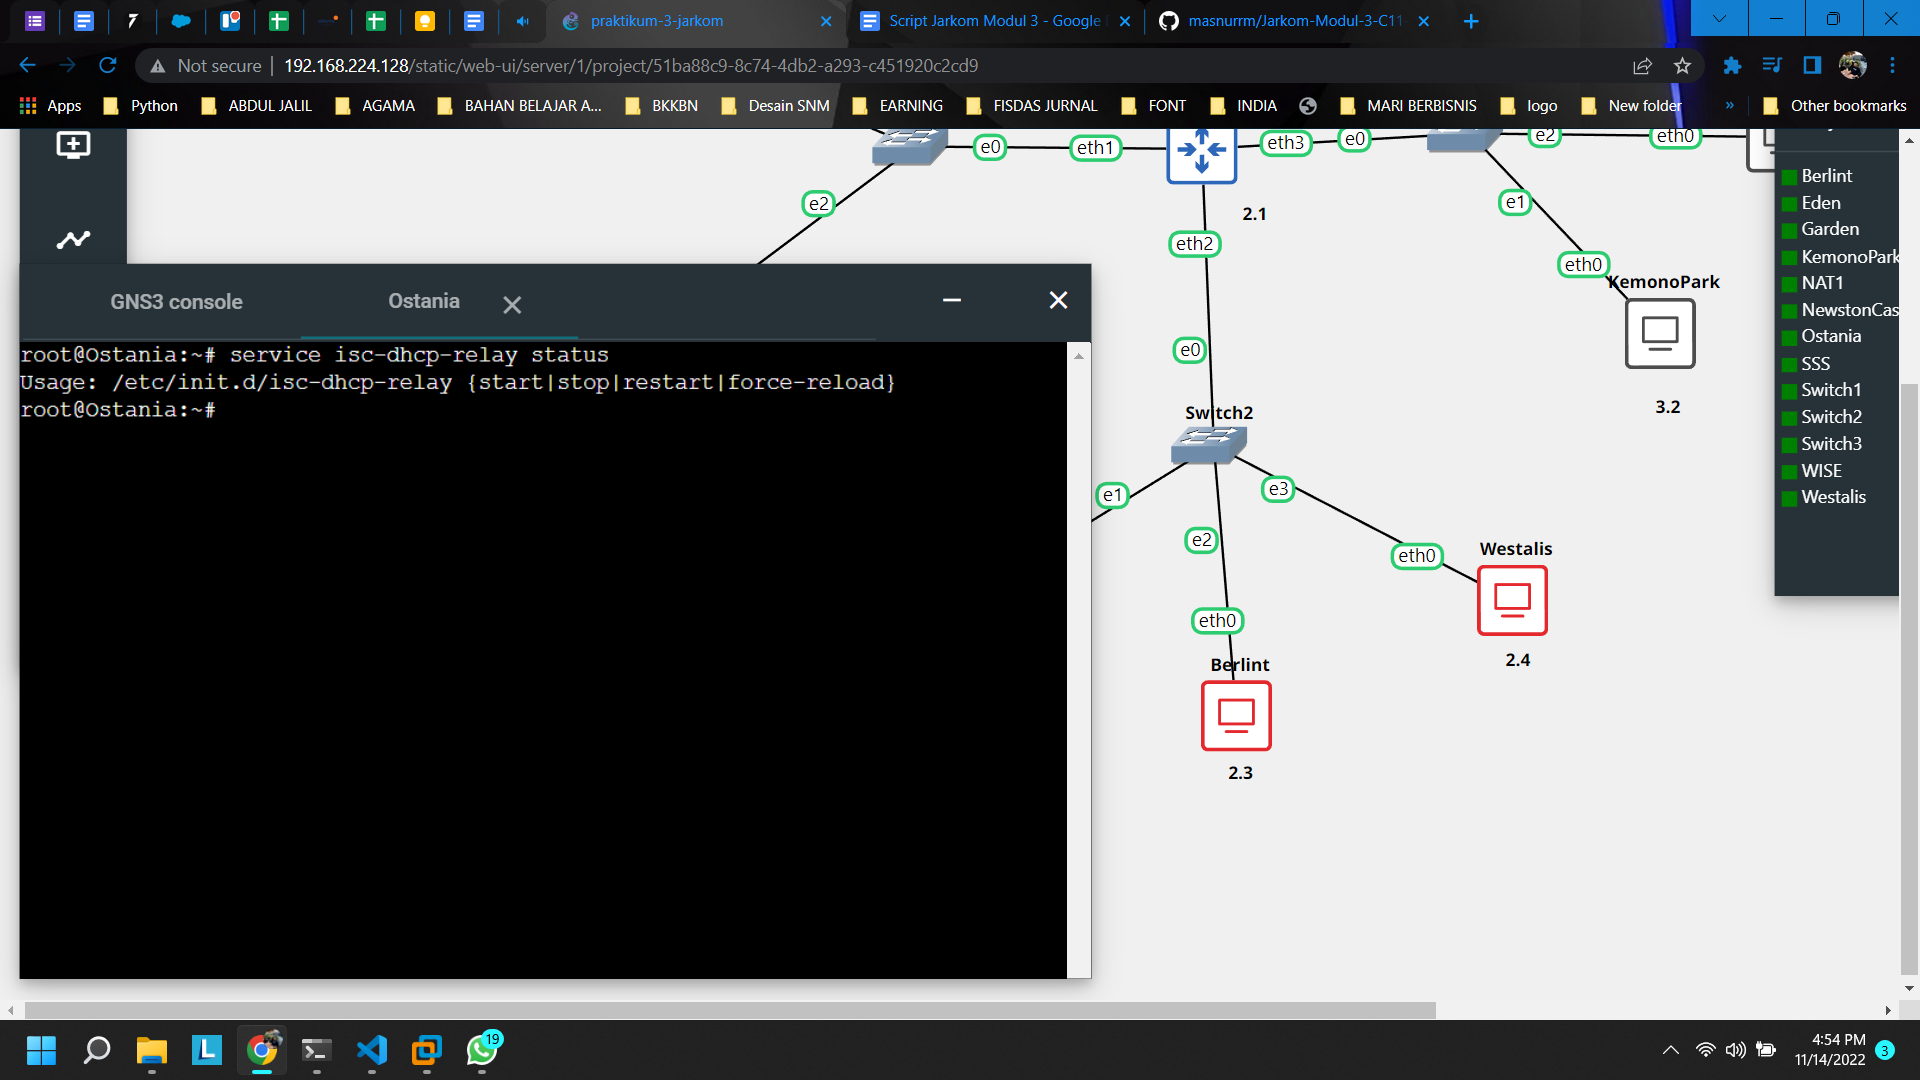 praktikum-3-jarkom
Script Jarkom Modul 3 - Google
masnurrm/Jarkom-Modul-3-C11
Not secure
192.168.224.128/static/web-ui/server/1/project/51ba88c9-8c74-4db2-a293-c451920c2cd9
Apps
Python
ABDUL JALIL
AGAMA
BAHAN BELAJAR A...
BKKBN
Desain SNM
EARNING
FISDAS JURNAL
FONT
INDIA
MARI BERBISNIS
logo
New folder
»
Other bookmarks
e0
eth1
eth3
e0
e2
eth0
e2
2.1
e1
eth2
eth0
KemonoPark
3.2
e0
Switch2
e1
e3
e2
eth0
Westalis
2.4
eth0
Berlint
2.3
Berlint
Eden
Garden
KemonoPark
NAT1
NewstonCas
Ostania
SSS
Switch1
Switch2
Switch3
WISE
Westalis
GNS3 console
Ostania
root@Ostania:~# service isc-dhcp-relay status
Usage: /etc/init.d/isc-dhcp-relay {start|stop|restart|force-reload}
root@Ostania:~#
19
4:54 PM
11/14/2022
3